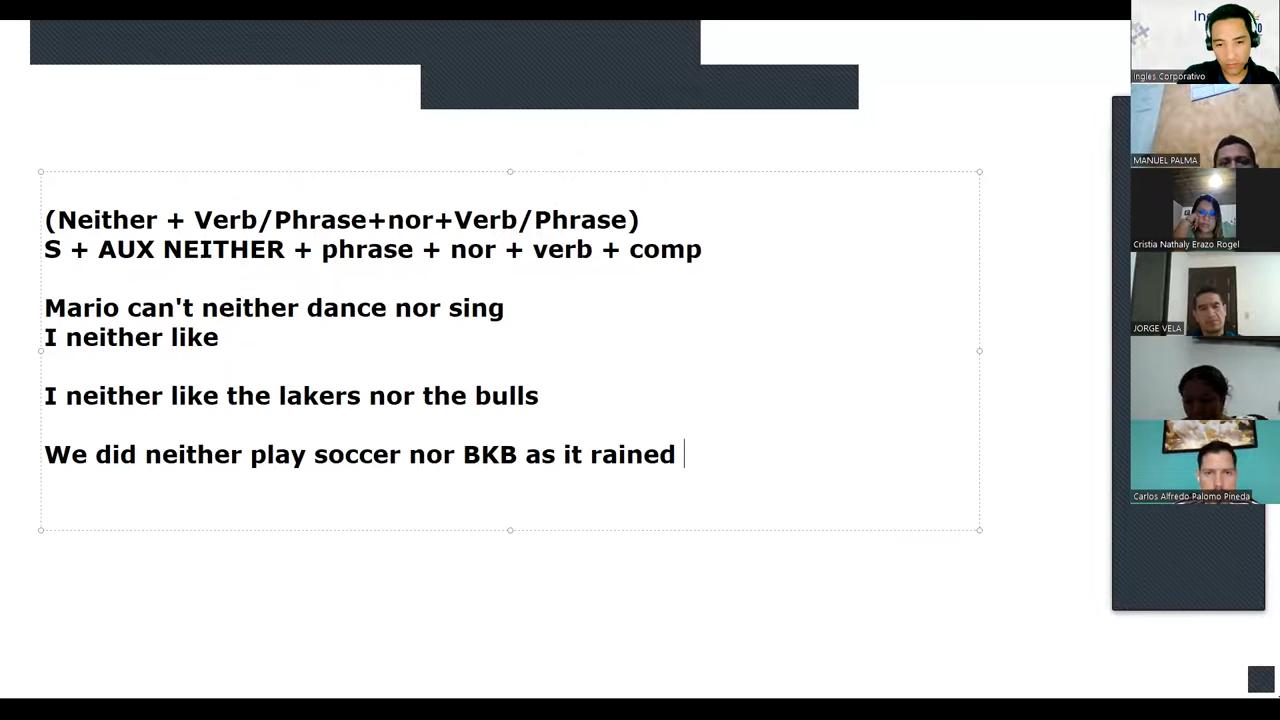 (Neither + Verb/Phrase+nor+Verb/Phrase)
S + AUX NEITHER + phrase + nor + verb + comp
Mario can't neither dance nor sing
I neither like
I neither like the lakers nor the bulls
We did neither play soccer nor BKB as it rained
Ingles Corporativo
MANUEL PALMA
Cristia Nathaly Erazo Rogel
JORGE VELA
Carlos Alfredo Palomo Pineda